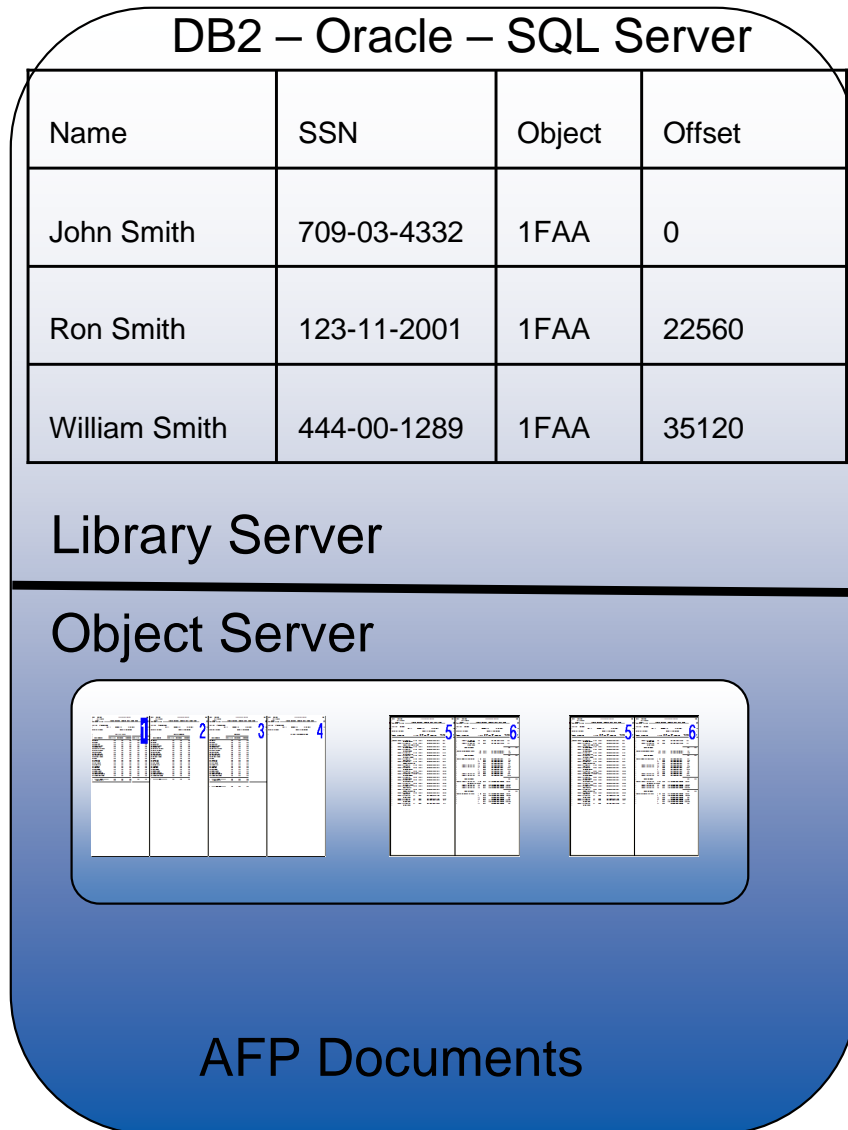 DB2 – Oracle – SQL Server
Name SSN Object Offset
John Smith 709-03-4332 1FAA 0
Ron Smith 123-11-2001 1FAA 22560
William Smith 444-00-1289 1FAA 35120
Library Server
Object Server
1 2 3 4 5 6 5 6
AFP Documents